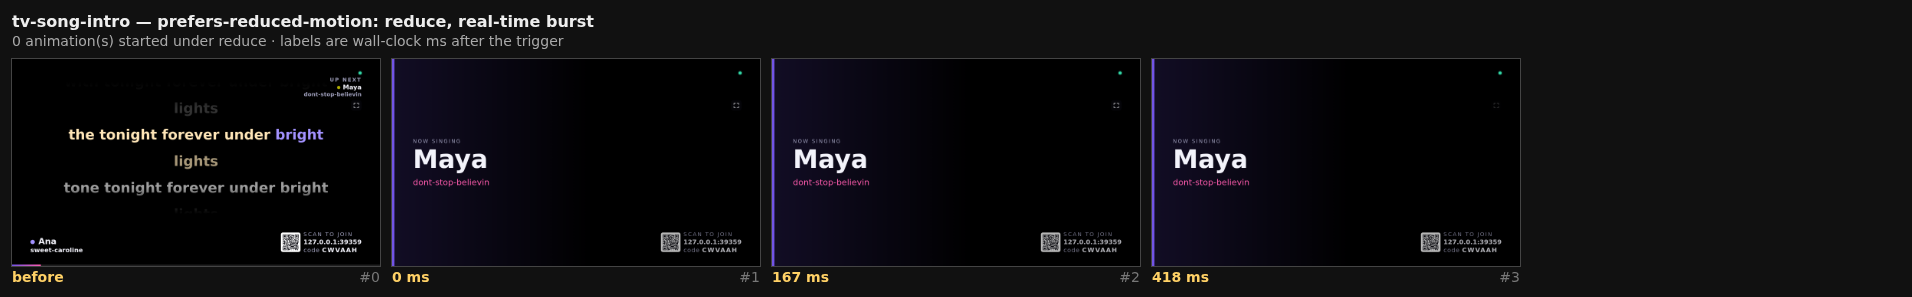 tv-song-intro — prefers-reduced-motion: reduce, real-time burst
0 animation(s) started under reduce · labels are wall-clock ms after the trigger
UP NEXT
Maya
dont-stop-believin
lights
the tonight forever under bright
lights
tone tonight forever under bright
lights
Ana
sweet-caroline
SCAN TO JOIN
127.0.0.1:39359
code CWVAAH
before
#0
NOW SINGING
Maya
dont-stop-believin
SCAN TO JOIN
127.0.0.1:39359
code CWVAAH
0 ms
#1
NOW SINGING
Maya
dont-stop-believin
SCAN TO JOIN
127.0.0.1:39359
code CWVAAH
167 ms
#2
NOW SINGING
Maya
dont-stop-believin
SCAN TO JOIN
127.0.0.1:39359
code CWVAAH
418 ms
#3